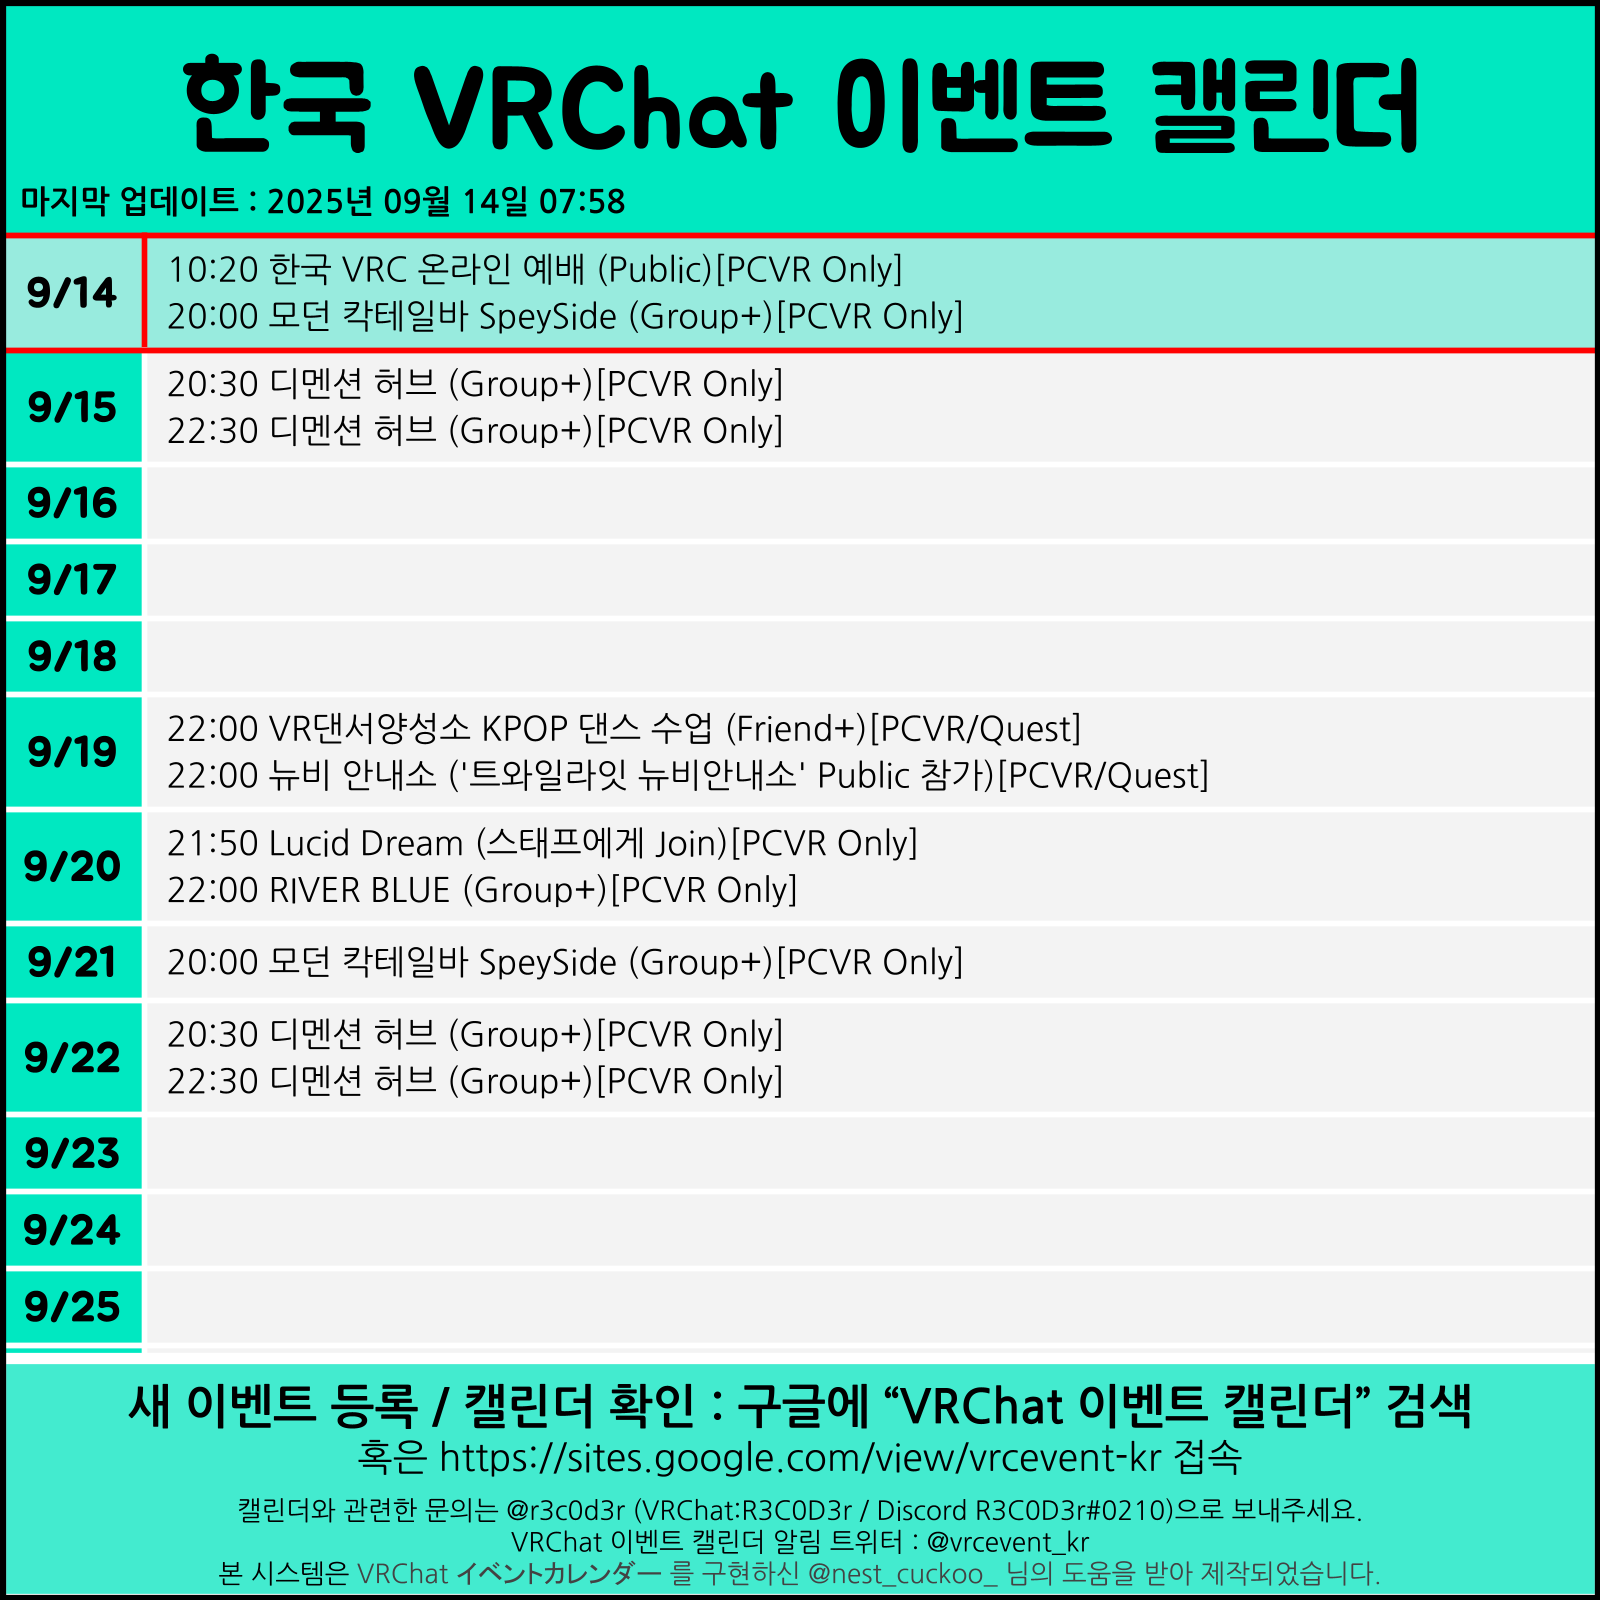 한국 VRChat 이벤트 캘린더
마지막 업데이트 : 2025년 09월 14일 07:58
9/14
10:20 한국 VRC 온라인 예배 (Public)[PCVR Only]
20:00 모던 칵테일바 SpeySide (Group+)[PCVR Only]
9/15
20:30 디멘션 허브 (Group+)[PCVR Only]
22:30 디멘션 허브 (Group+)[PCVR Only]
9/16
9/17
9/18
9/19
22:00 VR댄서양성소 KPOP 댄스 수업 (Friend+)[PCVR/Quest]
22:00 뉴비 안내소 ('트와일라잇 뉴비안내소' Public 참가)[PCVR/Quest]
9/20
21:50 Lucid Dream (스태프에게 Join)[PCVR Only]
22:00 RIVER BLUE (Group+)[PCVR Only]
9/21
20:00 모던 칵테일바 SpeySide (Group+)[PCVR Only]
9/22
20:30 디멘션 허브 (Group+)[PCVR Only]
22:30 디멘션 허브 (Group+)[PCVR Only]
9/23
9/24
9/25
새 이벤트 등록 / 캘린더 확인 : 구글에 “VRChat 이벤트 캘린더” 검색
혹은 https://sites.google.com/view/vrcevent-kr 접속
캘린더와 관련한 문의는 @r3c0d3r (VRChat:R3C0D3r / Discord R3C0D3r#0210)으로 보내주세요.
VRChat 이벤트 캘린더 알림 트위터 : @vrcevent_kr
본 시스템은 VRChat イベントカレンダー 를 구현하신 @nest_cuckoo_ 님의 도움을 받아 제작되었습니다.